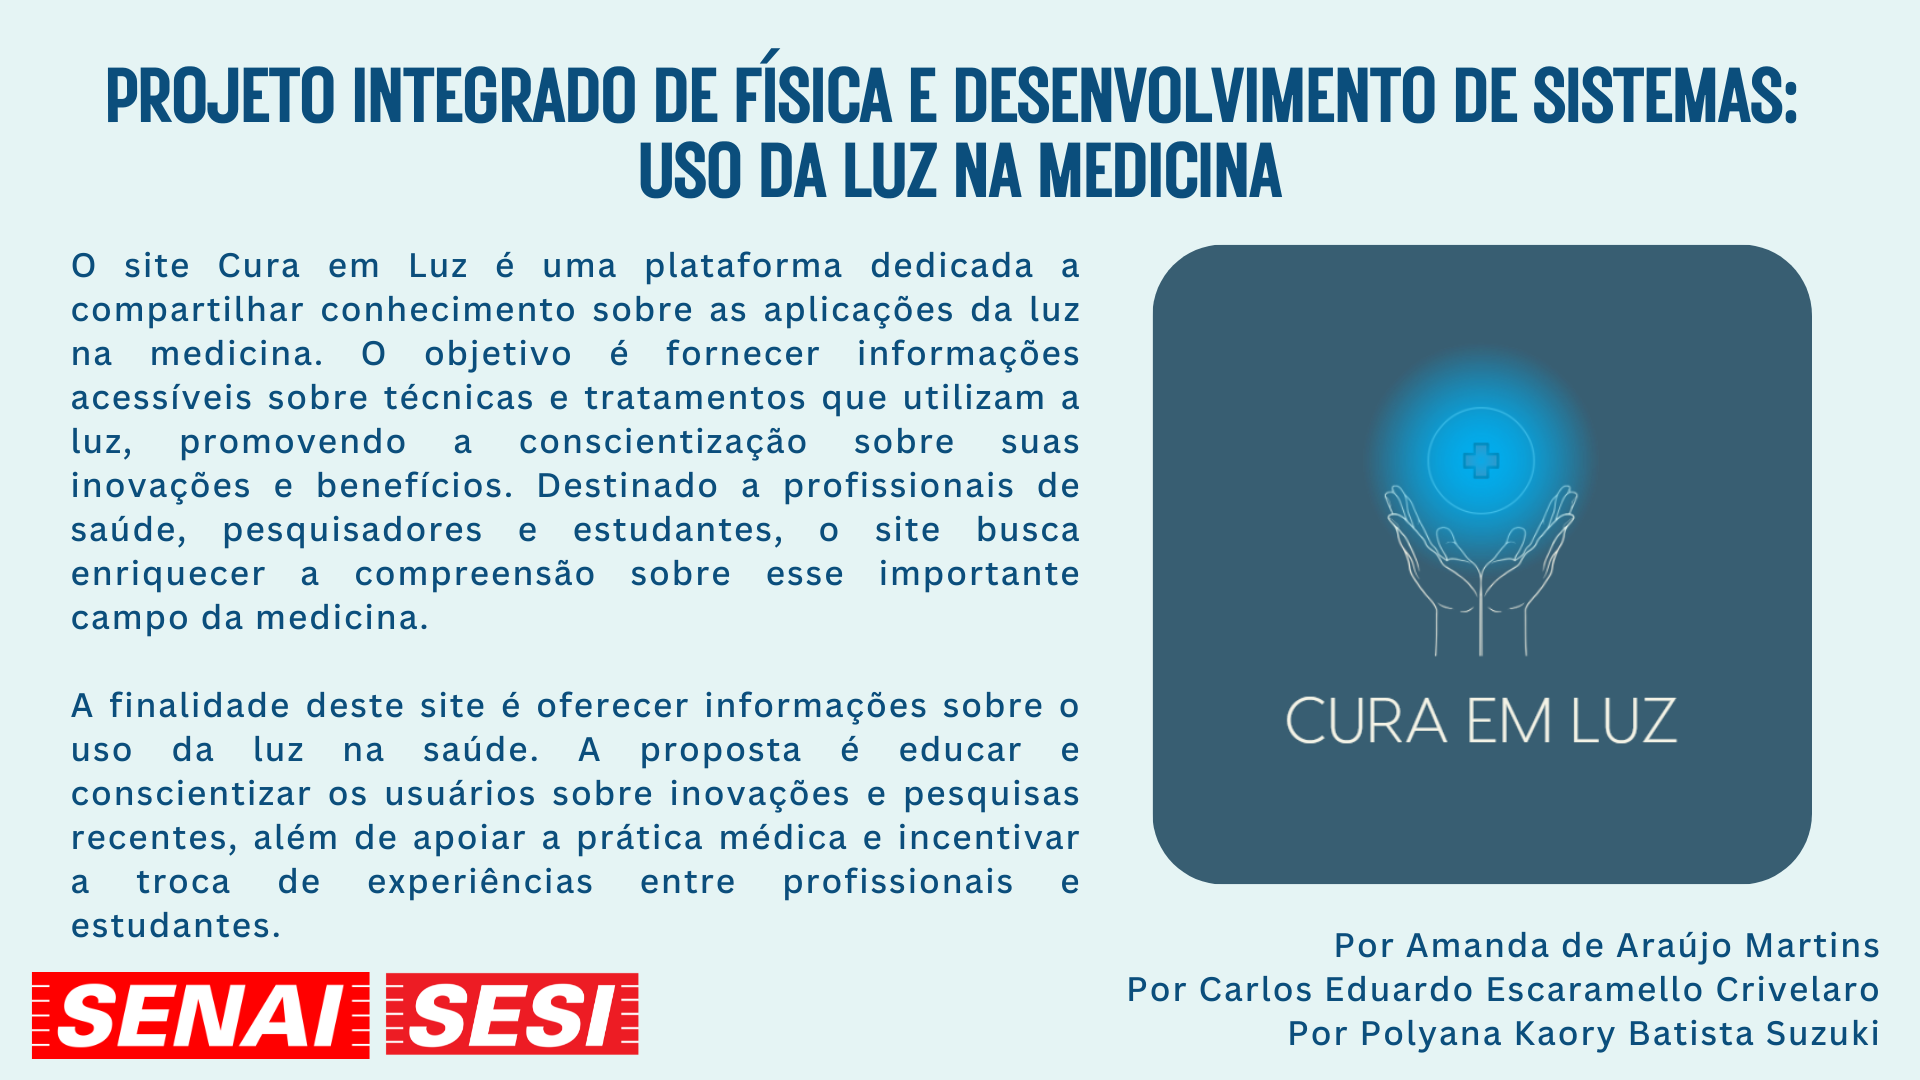 PROJETO INTEGRADO DE FÍSICA E DESENVOLVIMENTO DE SISTEMAS:
USO DA LUZ NA MEDICINA
O site Cura em Luz é uma plataforma dedicada a
compartilhar conhecimento sobre as aplicações da luz
na medicina. O objetivo é fornecer informações
acessíveis sobre técnicas e tratamentos que utilizam a
luz, promovendo a conscientização sobre suas
inovações e benefícios. Destinado a profissionais de
saúde, pesquisadores e estudantes, o site busca
enriquecer a compreensão sobre esse importante
campo da medicina.
A finalidade deste site é oferecer informações sobre o
uso da luz na saúde. A proposta é educar e
conscientizar os usuários sobre inovações e pesquisas
recentes, além de apoiar a prática médica e incentivar
a troca de experiências entre profissionais e
estudantes.
CURA EM LUZ
Por Amanda de Araújo Martins
Por Carlos Eduardo Escaramello Crivelaro
Por Polyana Kaory Batista Suzuki
SENAI SESI